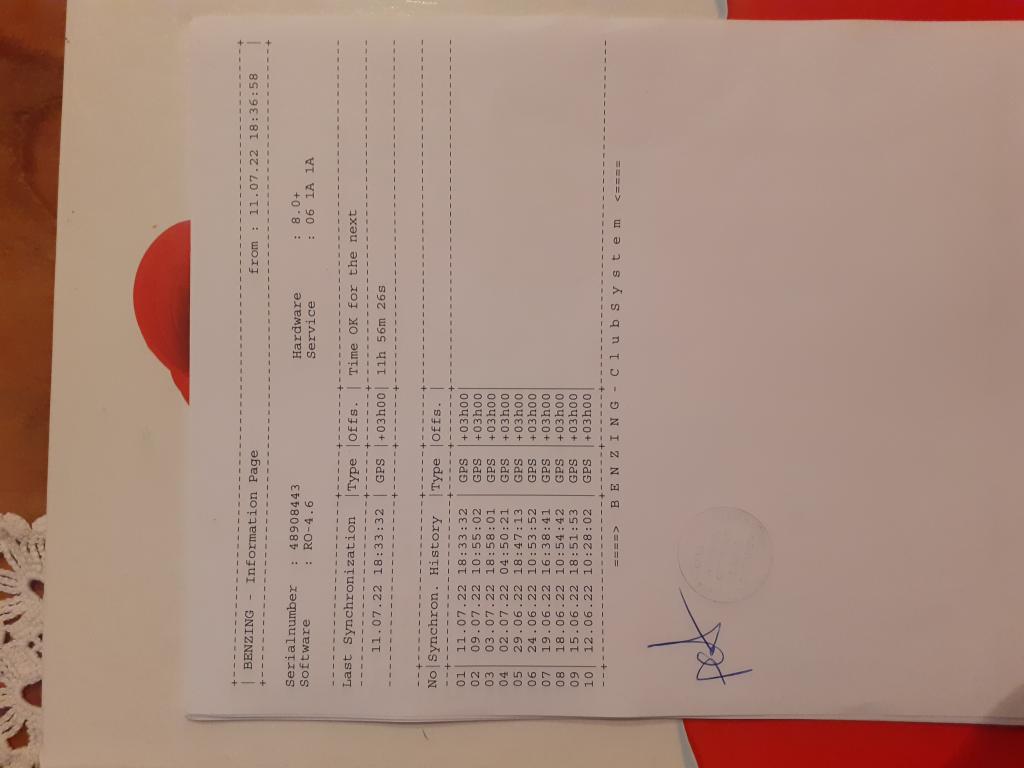 +---------------------------------------------------------------+
| BENZING - Information Page from : 11.07.22 18:36:58 |
+---------------------------------------------------------------+
Serialnumber : 48908443 Hardware : 8.0+
Software : RO-4.6 Service : 06 1A 1A
Last Synchronization |Type |Offs. | Time OK for the next
11.07.22 18:33:32 | GPS |+03h00| 11h 56m 26s
No|Synchron. History |Type |Offs. |
01 | 11.07.22 18:33:32 | GPS |+03h00|
02 | 09.07.22 10:55:02 | GPS |+03h00|
03 | 03.07.22 18:58:01 | GPS |+03h00|
04 | 02.07.22 04:50:21 | GPS |+03h00|
05 | 29.06.22 18:47:13 | GPS |+03h00|
06 | 24.06.22 10:53:52 | GPS |+03h00|
07 | 19.06.22 16:38:41 | GPS |+03h00|
08 | 18.06.22 10:54:42 | GPS |+03h00|
09 | 15.06.22 18:51:53 | GPS |+03h00|
10 | 12.06.22 10:28:02 | GPS |+03h00|
====> B E N Z I N G - C l u b S y s t e m <====